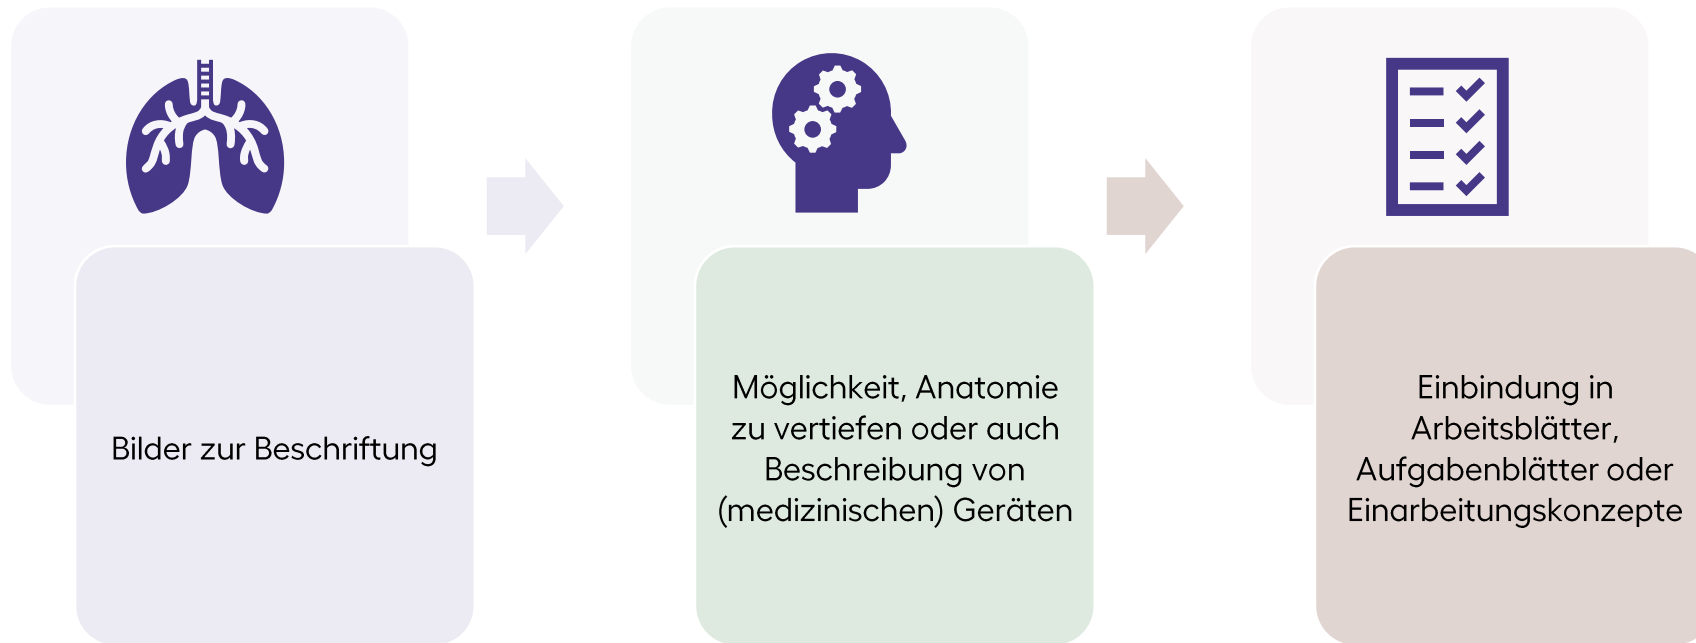 Bilder zur Beschriftung
Möglichkeit, Anatomie
zu vertiefen oder auch
Beschreibung von
(medizinischen) Geräten
Einbindung in
Arbeitsblätter,
Aufgabenblätter oder
Einarbeitungskonzepte